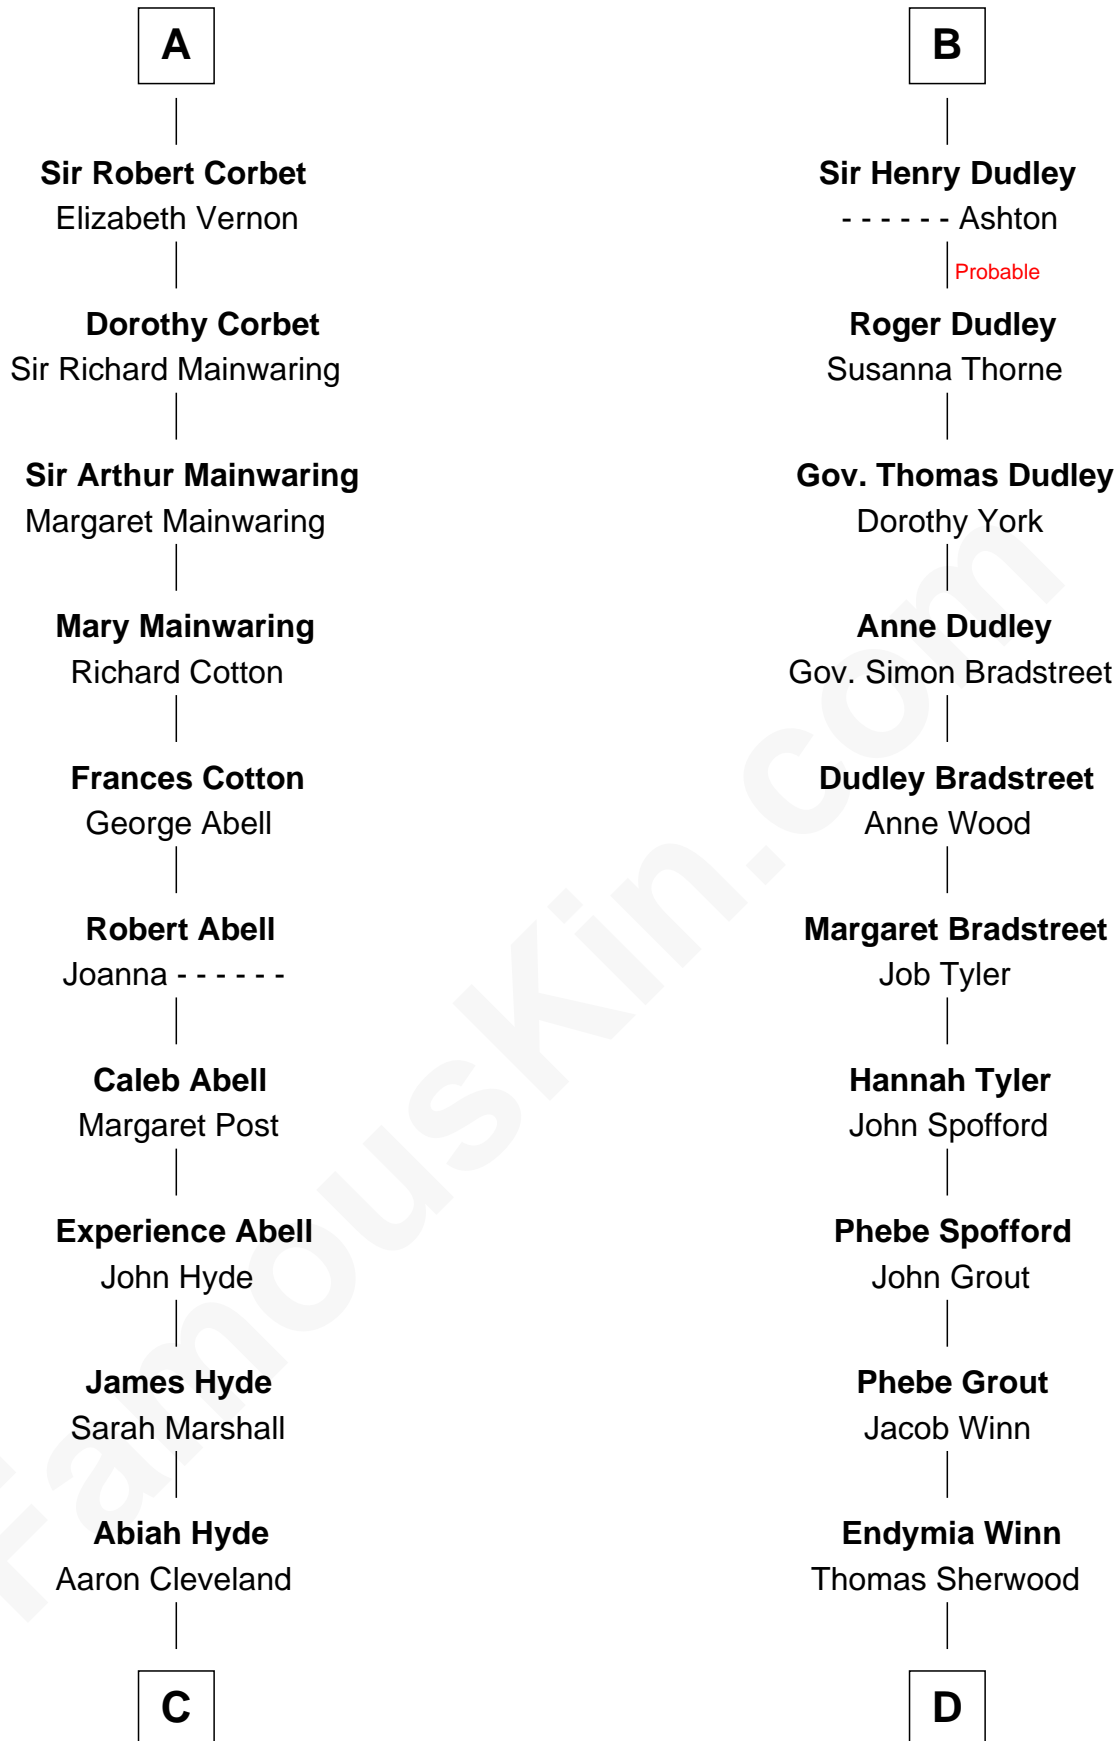 A
Sir Robert Corbet
Elizabeth Vernon
Dorothy Corbet
Sir Richard Mainwaring
Sir Arthur Mainwaring
Margaret Mainwaring
Mary Mainwaring
Richard Cotton
Frances Cotton
George Abell
Robert Abell
Joanna - - - - - -
Caleb Abell
Margaret Post
Experience Abell
John Hyde
James Hyde
Sarah Marshall
Abiah Hyde
Aaron Cleveland
C
B
Sir Henry Dudley
- - - - - - Ashton
Probable
Roger Dudley
Susanna Thorne
Gov. Thomas Dudley
Dorothy York
Anne Dudley
Gov. Simon Bradstreet
Dudley Bradstreet
Anne Wood
Margaret Bradstreet
Job Tyler
Hannah Tyler
John Spofford
Phebe Spofford
John Grout
Phebe Grout
Jacob Winn
Endymia Winn
Thomas Sherwood
D
FamousKin.com